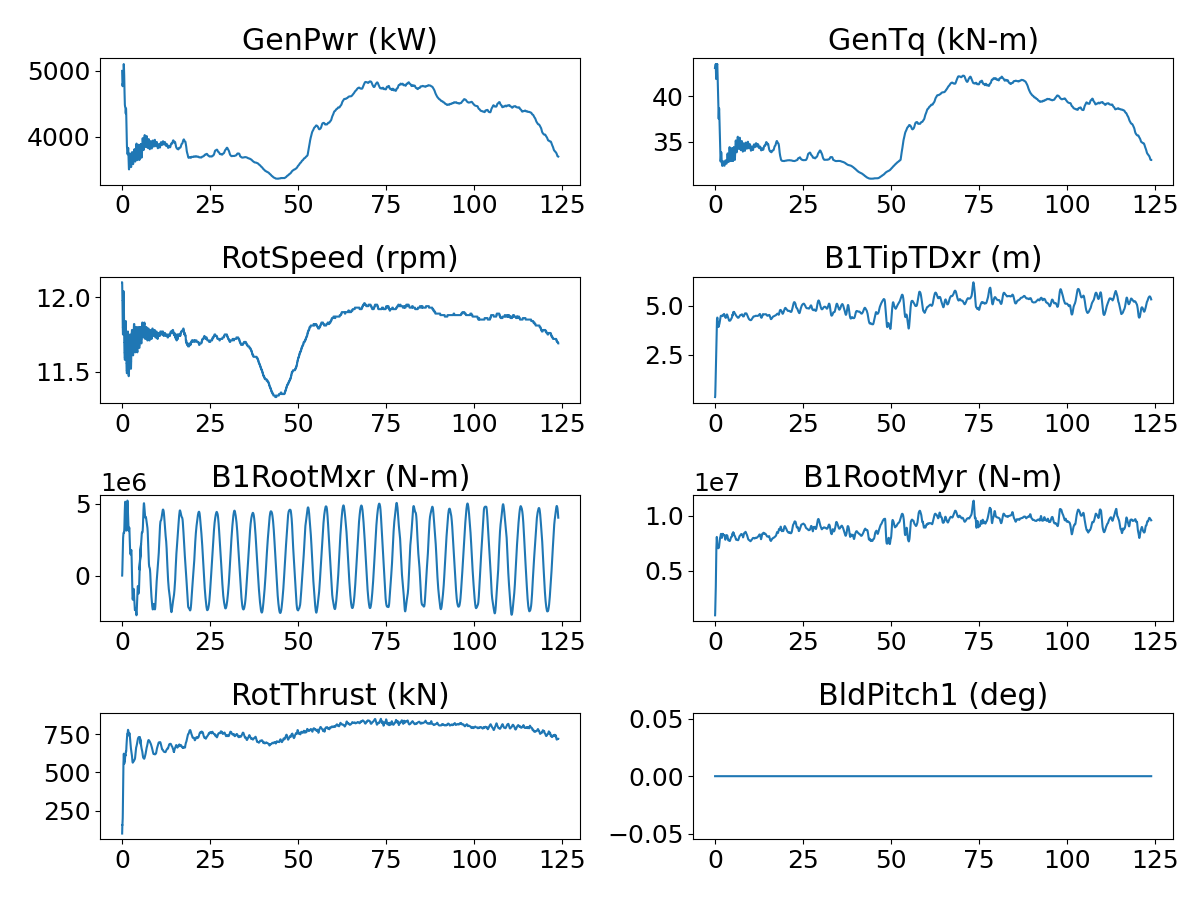 GenPwr (kW)
5000
4000
0 25 50 75 100 125
GenTq (kN-m)
40
35
0 25 50 75 100 125
RotSpeed (rpm)
12.0
11.5
0 25 50 75 100 125
B1TipTDxr (m)
5.0
2.5
0 25 50 75 100 125
B1RootMxr (N-m)
1e6
5
0
0 25 50 75 100 125
B1RootMyr (N-m)
1e7
1.0
0.5
0 25 50 75 100 125
RotThrust (kN)
750
500
250
0 25 50 75 100 125
BldPitch1 (deg)
0.05
0.00
−0.05
0 25 50 75 100 125